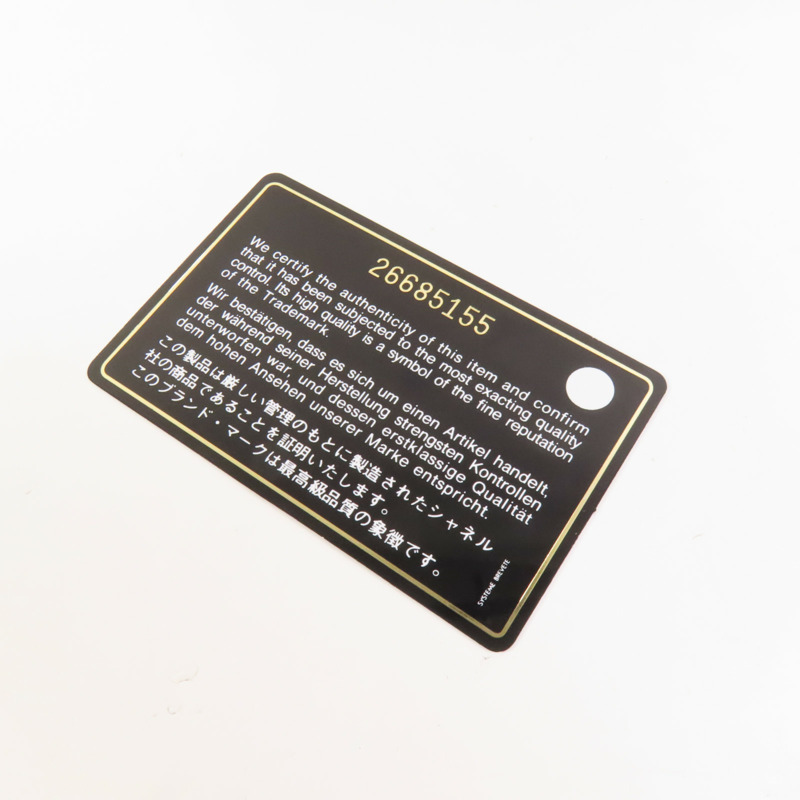 26685155
We certify the authenticity of this item and confirm
that it has been subjected to the most exacting quality
control. Its high quality is a symbol of the fine reputation
of the Trademark.
Wir bestätigen, dass es sich um einen Artikel handelt,
der während seiner Herstellung strengsten Kontrollen
unterworfen war, und dessen erstklassige Qualität
dem hohen Ansehen unserer Marke entspricht.
この製品は厳しい管理のもとに製造されたシャネル
社の商品であることを証明いたします。
このブランド・マークは最高級品質の象徴です。
SYSTEME BREVETE